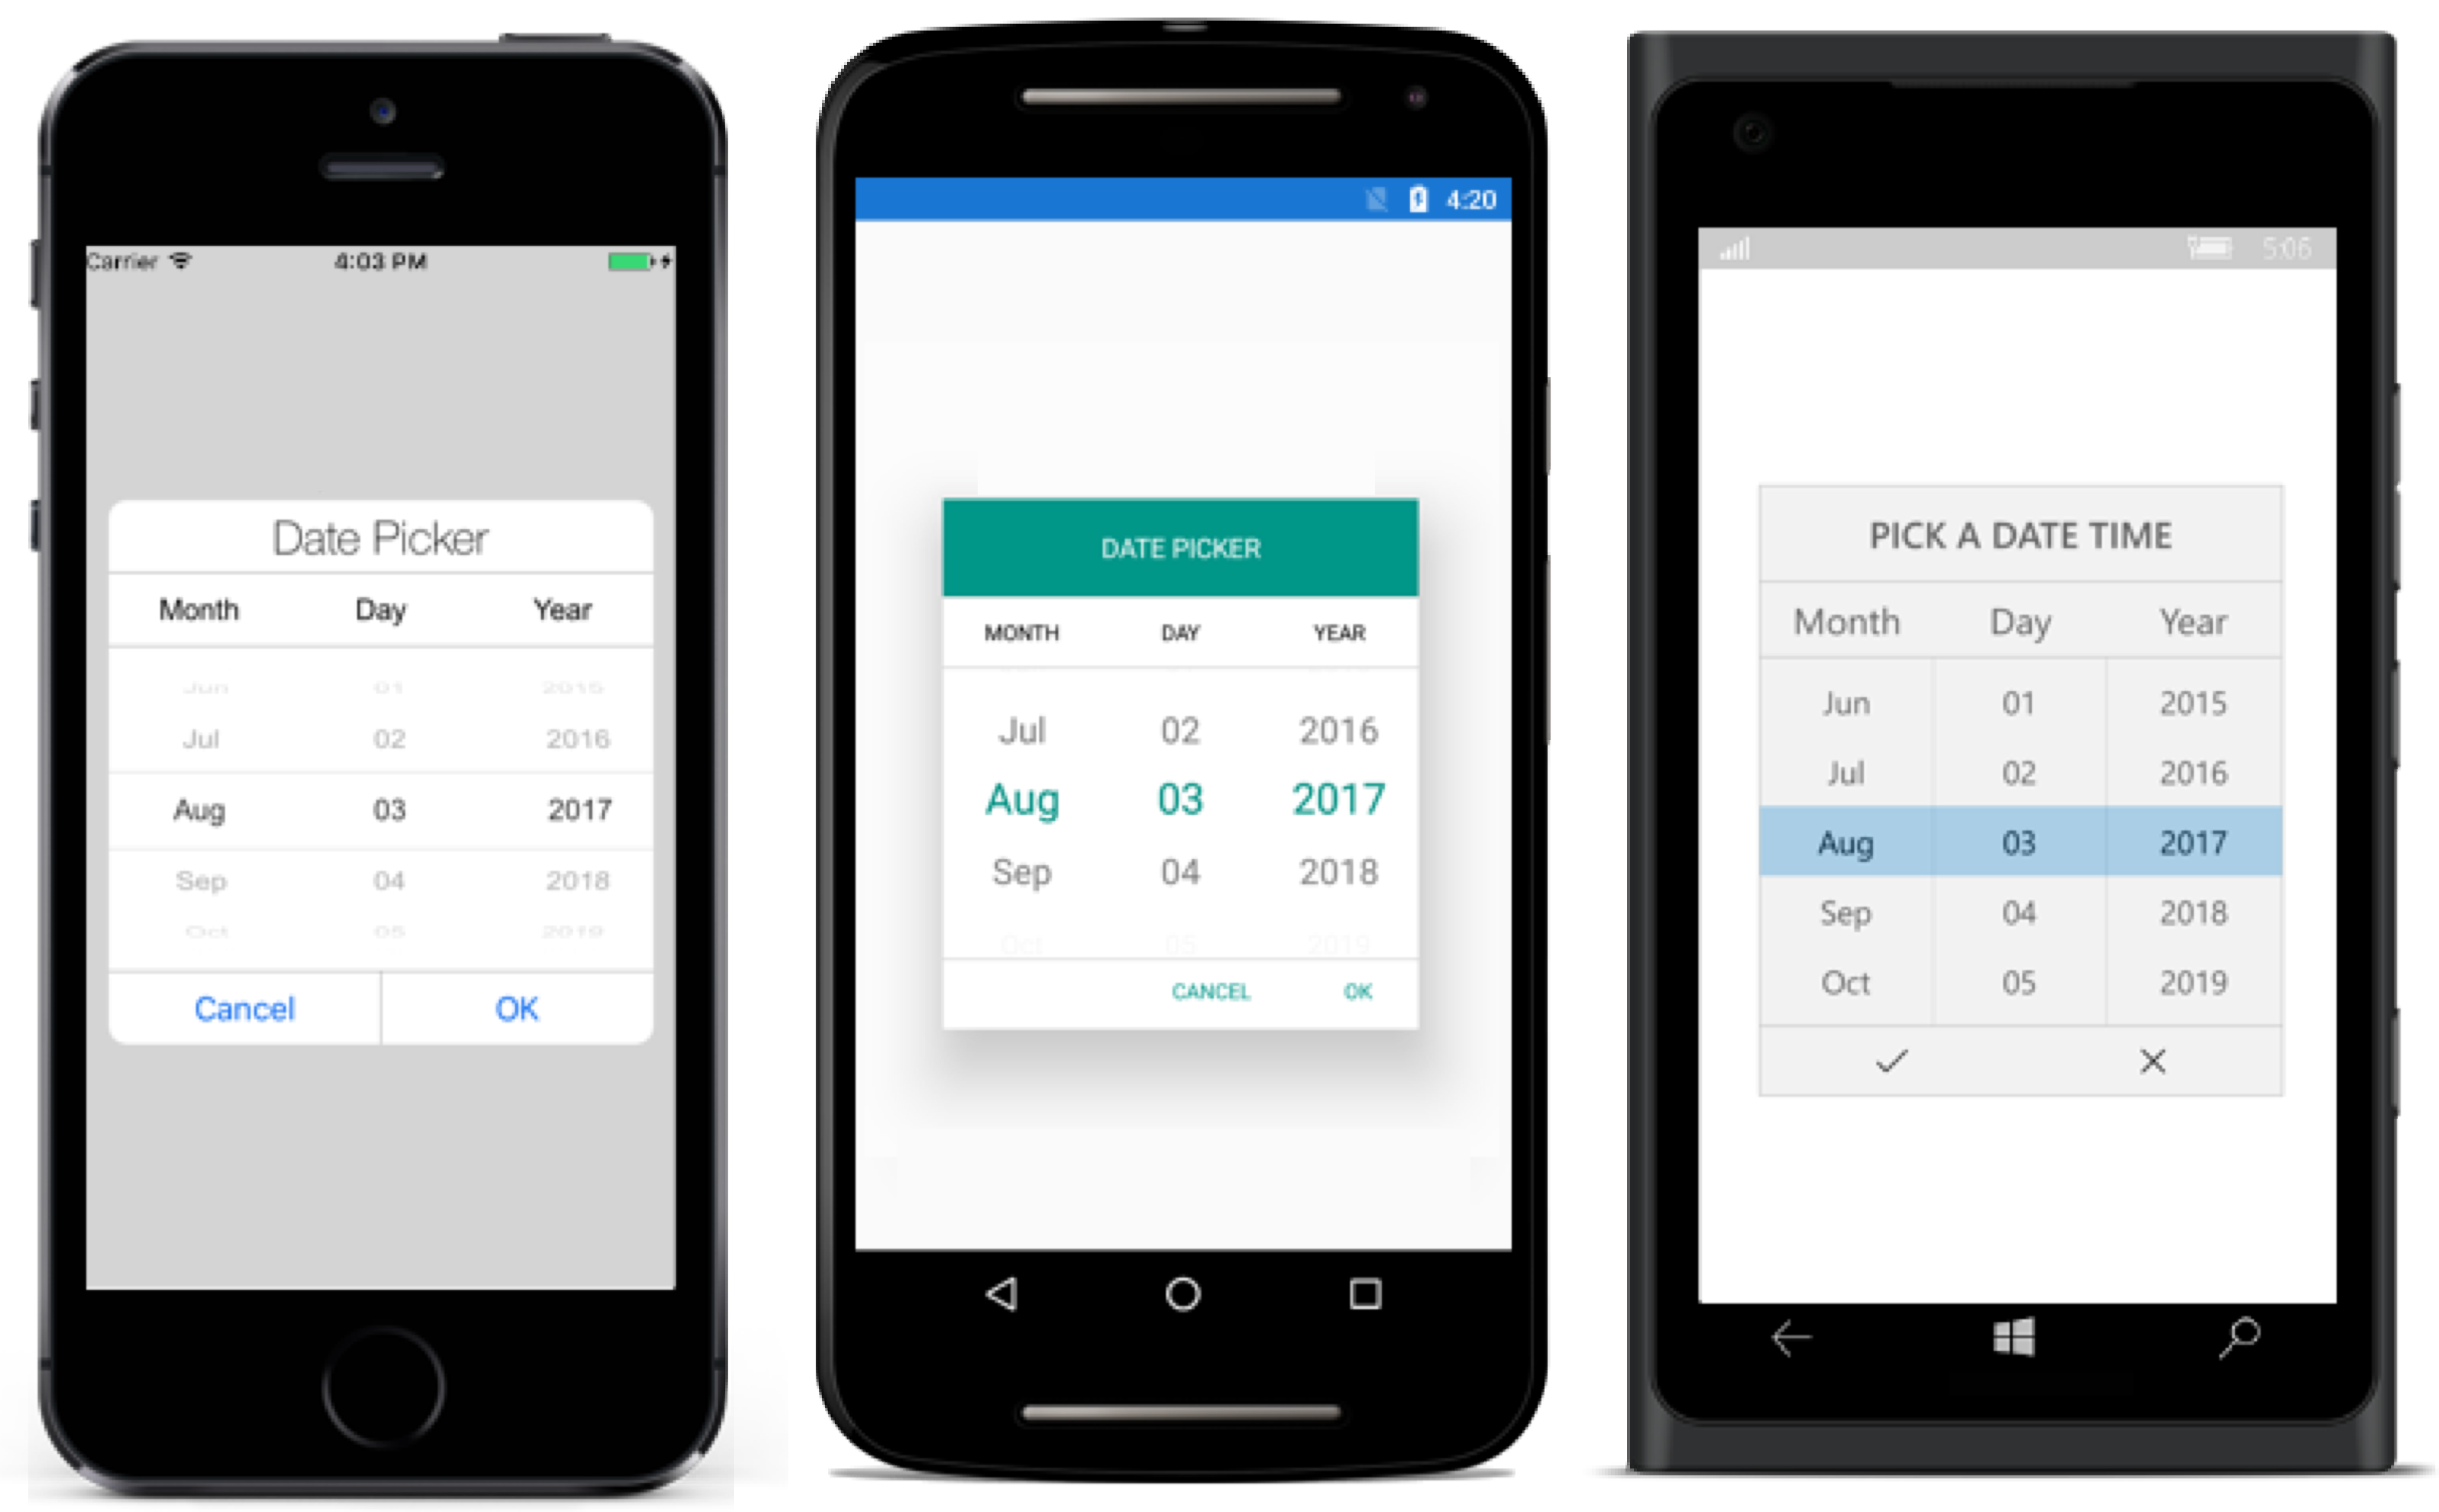 Carrier 4:03 PM
Date Picker
Month Day Year
Jun 01 2015
Jul 02 2016
Aug 03 2017
Sep 04 2018
Oct 05 2019
Cancel OK
4:20
DATE PICKER
MONTH DAY YEAR
Jul 02 2016
Aug 03 2017
Sep 04 2018
Oct 05 2019
CANCEL OK
5:06
PICK A DATE TIME
Month Day Year
Jun 01 2015
Jul 02 2016
Aug 03 2017
Sep 04 2018
Oct 05 2019